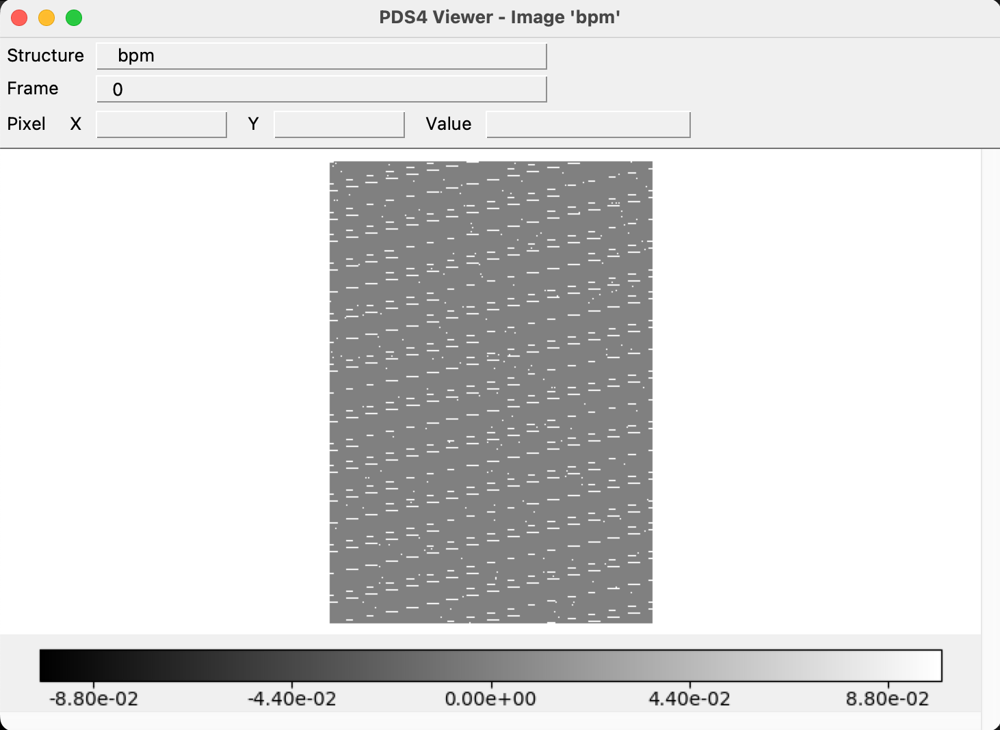 PDS4 Viewer - Image 'bpm'
Structure bpm
Frame 0
Pixel X Y Value
-8.80e-02 -4.40e-02 0.00e+00 4.40e-02 8.80e-02